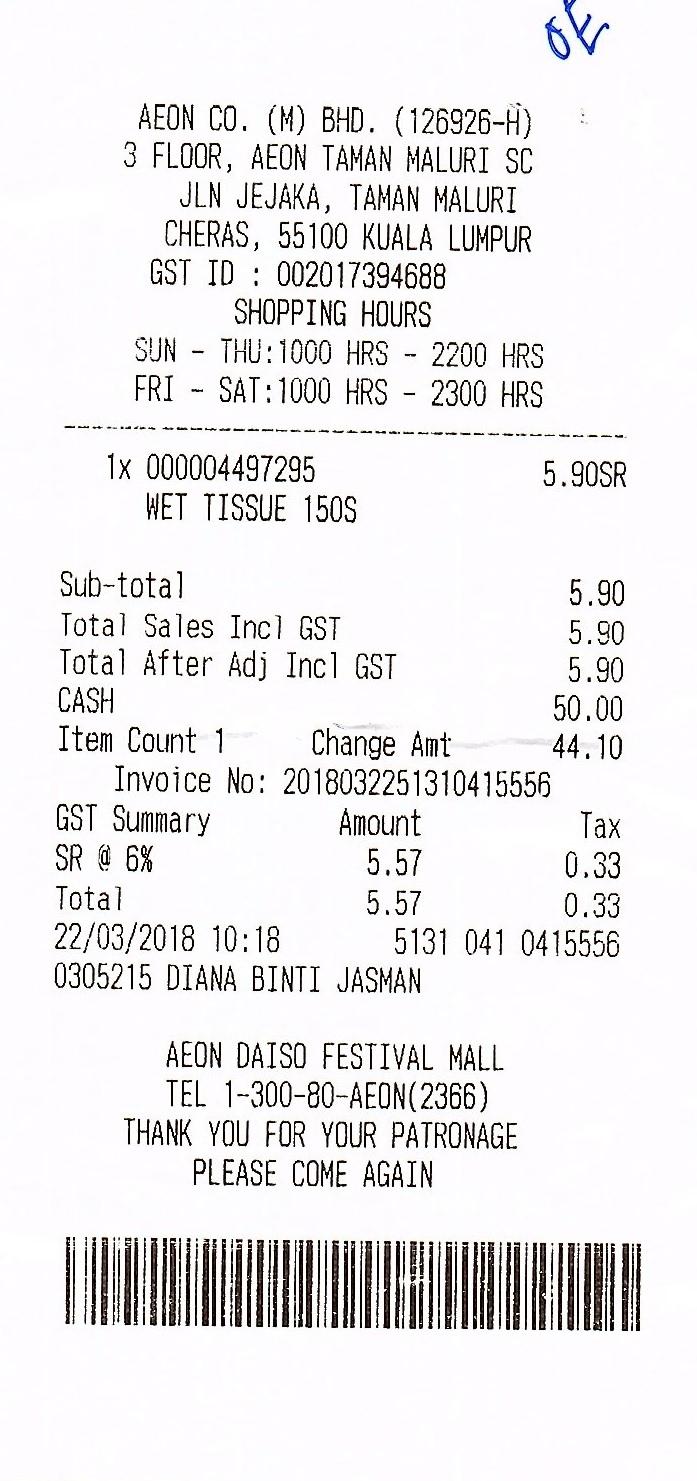 OE
AEON CO. (M) BHD. (126926-H)
3 FLOOR, AEON TAMAN MALURI SC
JLN JEJAKA, TAMAN MALURI
CHERAS, 55100 KUALA LUMPUR
GST ID : 002017394688
SHOPPING HOURS
SUN - THU:1000 HRS - 2200 HRS
FRI - SAT:1000 HRS - 2300 HRS
1x 000004497295 5.90SR
WET TISSUE 150S
Sub-total 5.90
Total Sales Incl GST 5.90
Total After Adj Incl GST 5.90
CASH 50.00
Item Count 1 Change Amt 44.10
Invoice No: 2018032251310415556
GST Summary Amount Tax
SR @ 6% 5.57 0.33
Total 5.57 0.33
22/03/2018 10:18 5131 041 0415556
0305215 DIANA BINTI JASMAN
AEON DAISO FESTIVAL MALL
TEL 1-300-80-AEON(2366)
THANK YOU FOR YOUR PATRONAGE
PLEASE COME AGAIN